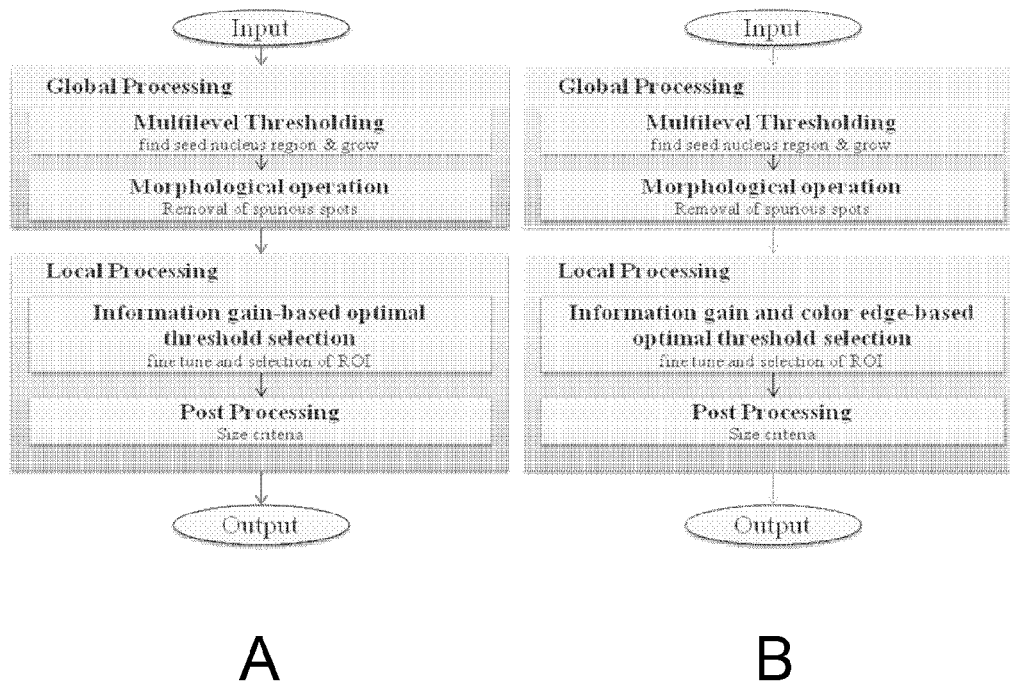 Input
Global Processing
Multilevel Thresholding
find seed nucleus region & grow
Morphological operation
Removal of spurious spots
Local Processing
Information gain-based optimal
threshold selection
fine tune and selection of ROI
Post Processing
Size criteria
Output
A
Input
Global Processing
Multilevel Thresholding
find seed nucleus region & grow
Morphological operation
Removal of spurious spots
Local Processing
Information gain and color edge-based
optimal threshold selection
fine tune and selection of ROI
Post Processing
Size criteria
Output
B